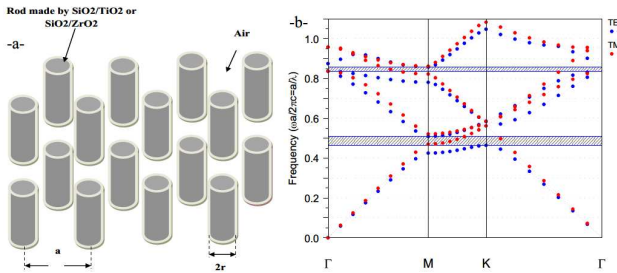 Rod made by SiO2/TiO2 or
SiO2/ZrO2
-a-
Air
a
2r
-b-
TE
TM
Frequency (ωa/2πc=a/λ)
1.0
0.8
0.6
0.4
0.2
0.0
Γ
M
K
Γ